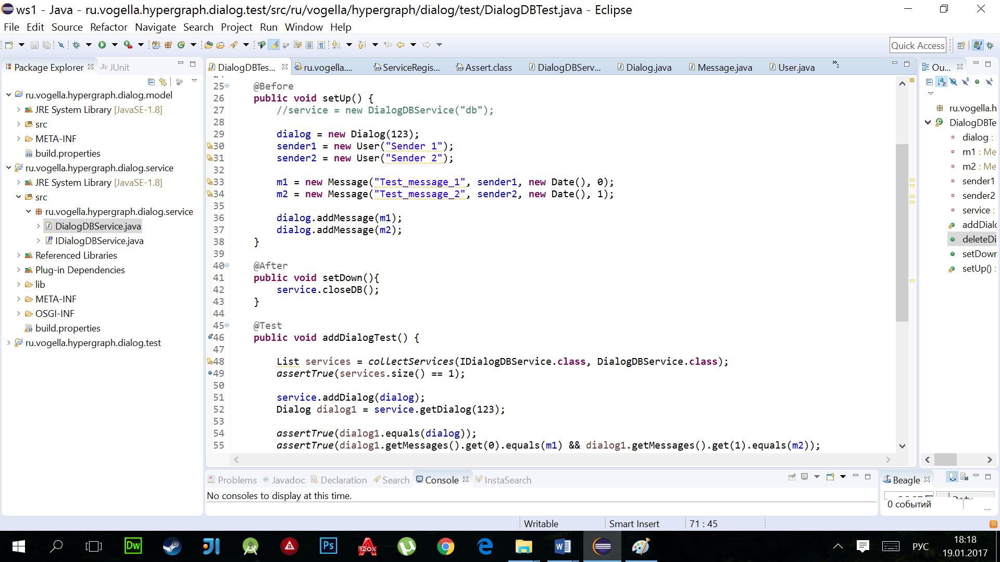 ws1 - Java - ru.vogella.hypergraph.dialog.test/src/ru/vogella/hypergraph/dialog/test/DialogDBTest.java - Eclipse
File Edit Source Refactor Navigate Search Project Run Window Help
Quick Access
Package Explorer JUnit
ru.vogella.hypergraph.dialog.model
JRE System Library [JavaSE-1.8]
src
META-INF
build.properties
ru.vogella.hypergraph.dialog.service
JRE System Library [JavaSE-1.8]
src
ru.vogella.hypergraph.dialog.service
DialogDBService.java
IDialogDBService.java
Referenced Libraries
Plug-in Dependencies
lib
META-INF
OSGI-INF
build.properties
ru.vogella.hypergraph.dialog.test
DialogDBTes... ru.vogella.... ServiceRegis... Assert.class DialogDBServ... Dialog.java Message.java User.java »3
25 @Before
26 public void setUp() {
27 //service = new DialogDBService("db");
28
29 dialog = new Dialog(123);
30 sender1 = new User("Sender 1");
31 sender2 = new User("Sender 2");
32
33 m1 = new Message("Test_message_1", sender1, new Date(), 0);
34 m2 = new Message("Test_message_2", sender2, new Date(), 1);
35
36 dialog.addMessage(m1);
37 dialog.addMessage(m2);
38 }
39
40 @After
41 public void setDown(){
42 service.closeDB();
43 }
44
45 @Test
46 public void addDialogTest() {
47
48 List services = collectServices(IDialogDBService.class, DialogDBService.class);
49 assertTrue(services.size() == 1);
50
51 service.addDialog(dialog);
52 Dialog dialog1 = service.getDialog(123);
53
54 assertTrue(dialog1.equals(dialog));
55 assertTrue(dialog1.getMessages().get(0).equals(m1) && dialog1.getMessages().get(1).equals(m2));
Ou...
ru.vogella.h
DialogDBTe
dialog :
m1 : Me
m2 : Me
sender1
sender2
service :
addDialo
deleteDi
setDown
setUp() :
Problems @ Javadoc Declaration Search Console InstaSearch
No consoles to display at this time.
Beagle
0 событий
Writable Smart Insert 71 : 45
Dw Ps 120%
РУС
18:18
19.01.2017